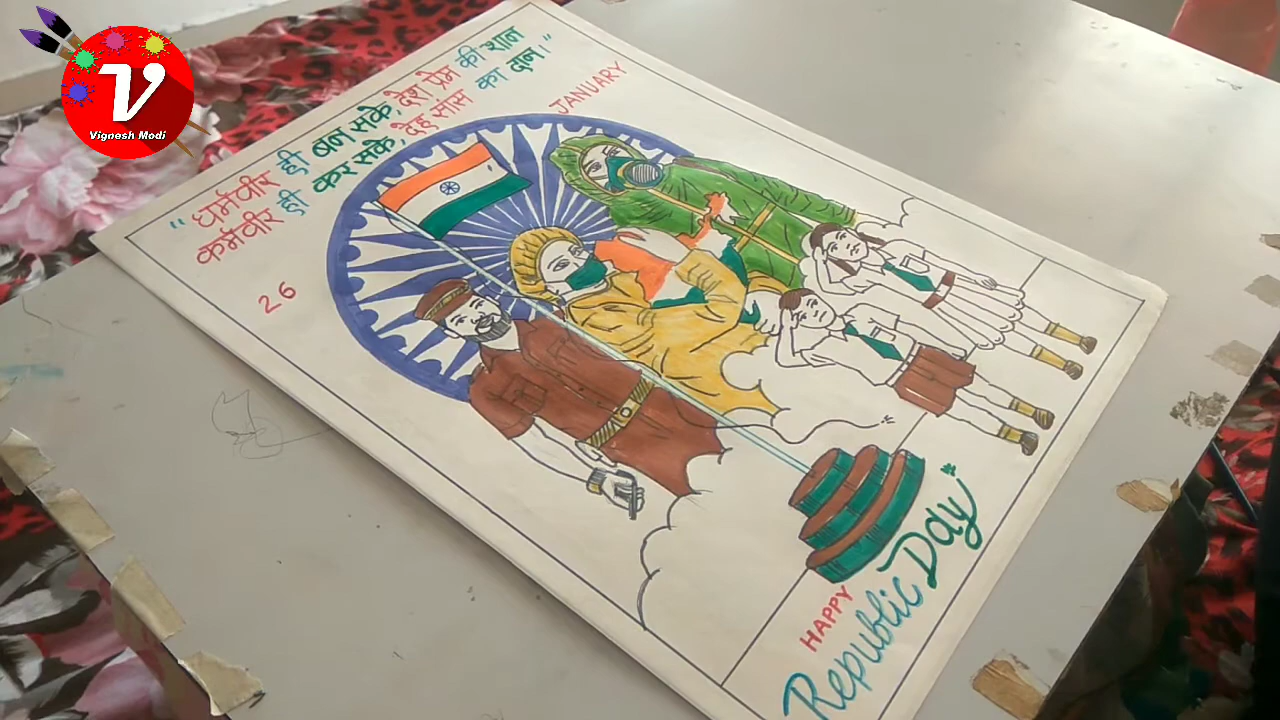 V
Vignesh Modi
"धर्मवीर ही बन सके, देश प्रेम की शान
कर्मवीर ही कर सके, देह सांस का दान।"
26
JANUARY
HAPPY
Republic Day